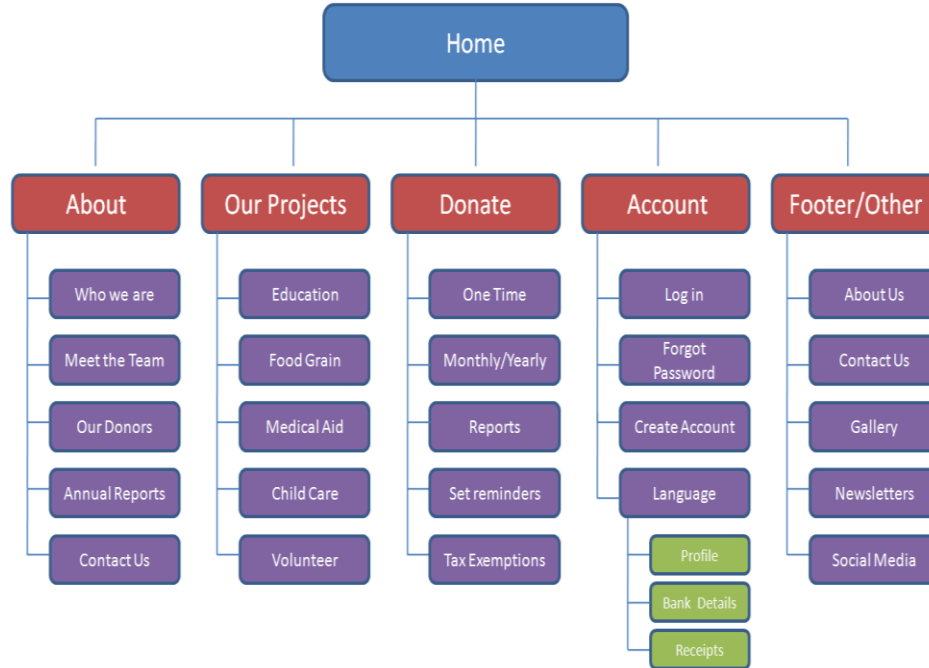 Home
About
Our Projects
Donate
Account
Footer/Other
Who we are
Meet the Team
Our Donors
Annual Reports
Contact Us
Education
Food Grain
Medical Aid
Child Care
Volunteer
One Time
Monthly/Yearly
Reports
Set reminders
Tax Exemptions
Log in
Forgot
Password
Create Account
Language
Profile
Bank Details
Receipts
About Us
Contact Us
Gallery
Newsletters
Social Media